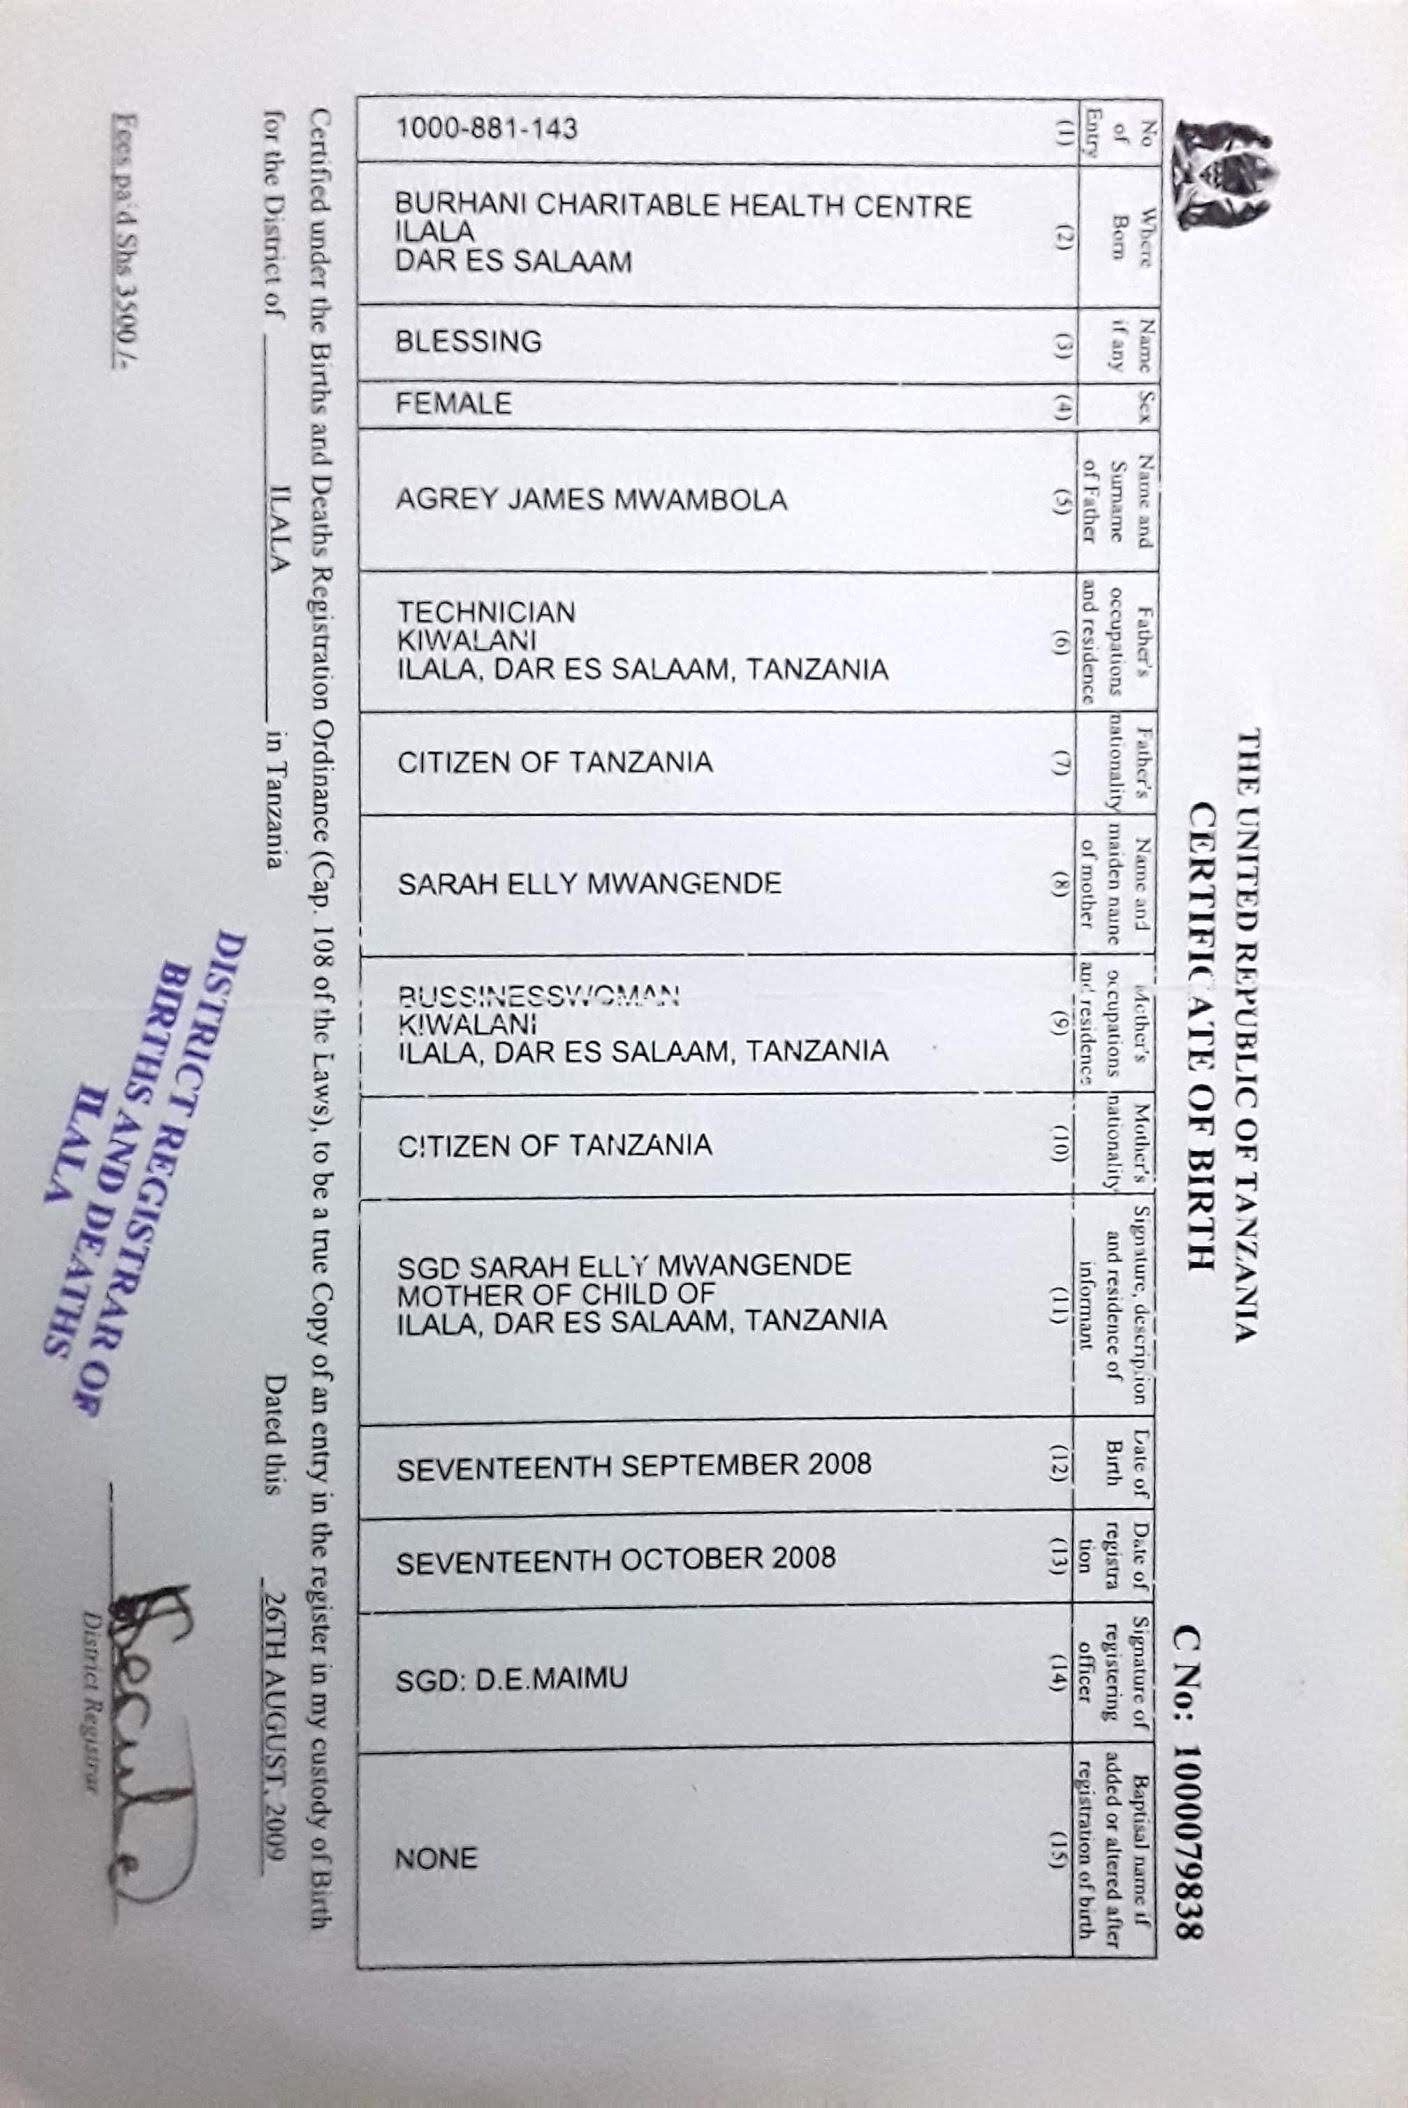 THE UNITED REPUBLIC OF TANZANIA
CERTIFICATE OF BIRTH
C No: 1000079838
No
of
Entry
(1)
Where
Born
(2)
Name
if any
(3)
Sex
(4)
Name and
Surname
of Father
(5)
Father's
occupations
and residence
(6)
Father's
nationality
(7)
Name and
maiden name
of mother
(8)
Mother's
occupations
and residence
(9)
Mother's
nationality
(10)
Signature, description
and residence of
informant
(11)
Date of
Birth
(12)
Date of
registra
tion
(13)
Signature of
registering
officer
(14)
Baptisal name if
added or altered after
registration of birth
(15)
1000-881-143
BURHANI CHARITABLE HEALTH CENTRE
ILALA
DAR ES SALAAM
BLESSING
FEMALE
AGREY JAMES MWAMBOLA
TECHNICIAN
KIWALANI
ILALA, DAR ES SALAAM, TANZANIA
CITIZEN OF TANZANIA
SARAH ELLY MWANGENDE
BUSSINESSWOMAN
KIWALANI
ILALA, DAR ES SALAAM, TANZANIA
CITIZEN OF TANZANIA
SGD SARAH ELLY MWANGENDE
MOTHER OF CHILD OF
ILALA, DAR ES SALAAM, TANZANIA
SEVENTEENTH SEPTEMBER 2008
SEVENTEENTH OCTOBER 2008
SGD: D.E.MAIMU
NONE
Certified under the Births and Deaths Registration Ordinance (Cap. 108 of the Laws), to be a true Copy of an entry in the register in my custody of Birth
for the District of ILALA in Tanzania Dated this 26TH AUGUST, 2009
DISTRICT REGISTRAR OF
BIRTHS AND DEATHS
ILALA
District Registrar
Fees paid Shs 3500/-